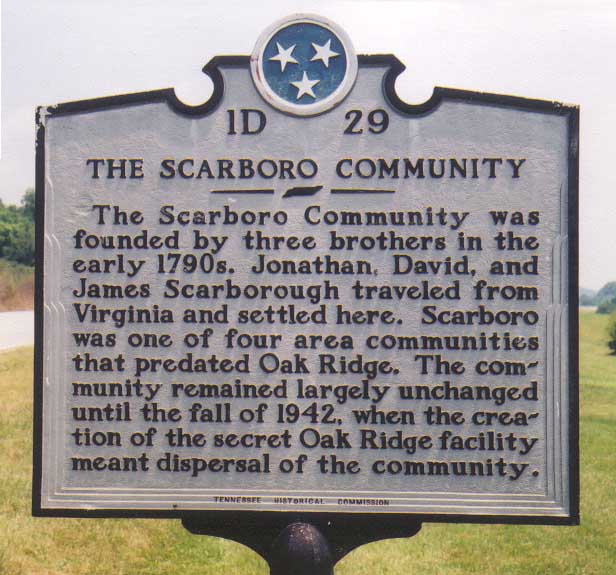 1D 29
THE SCARBORO COMMUNITY
The Scarboro Community was
founded by three brothers in the
early 1790s. Jonathan, David, and
James Scarborough traveled from
Virginia and settled here. Scarboro
was one of four area communities
that predated Oak Ridge. The com-
munity remained largely unchanged
until the fall of 1942, when the crea-
tion of the secret Oak Ridge facility
meant dispersal of the community.
TENNESSEE HISTORICAL COMMISSION